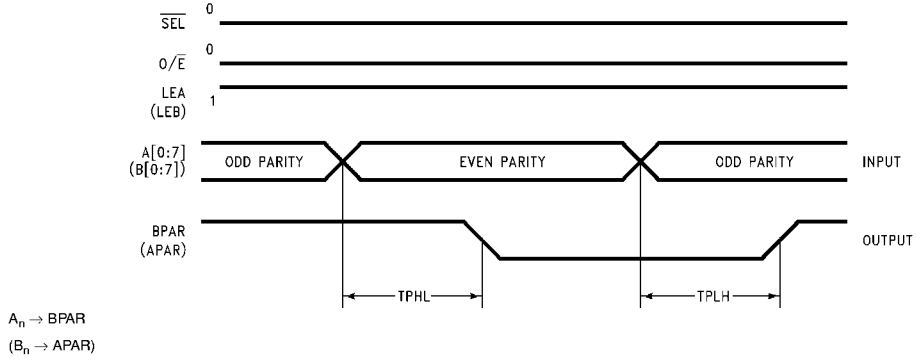 SEL 0
O/E 0
LEA
(LEB) 1
A[0:7]
(B[0:7]) ODD PARITY EVEN PARITY ODD PARITY INPUT
BPAR
(APAR) OUTPUT
TPHL TPLH
An → BPAR
(Bn → APAR)